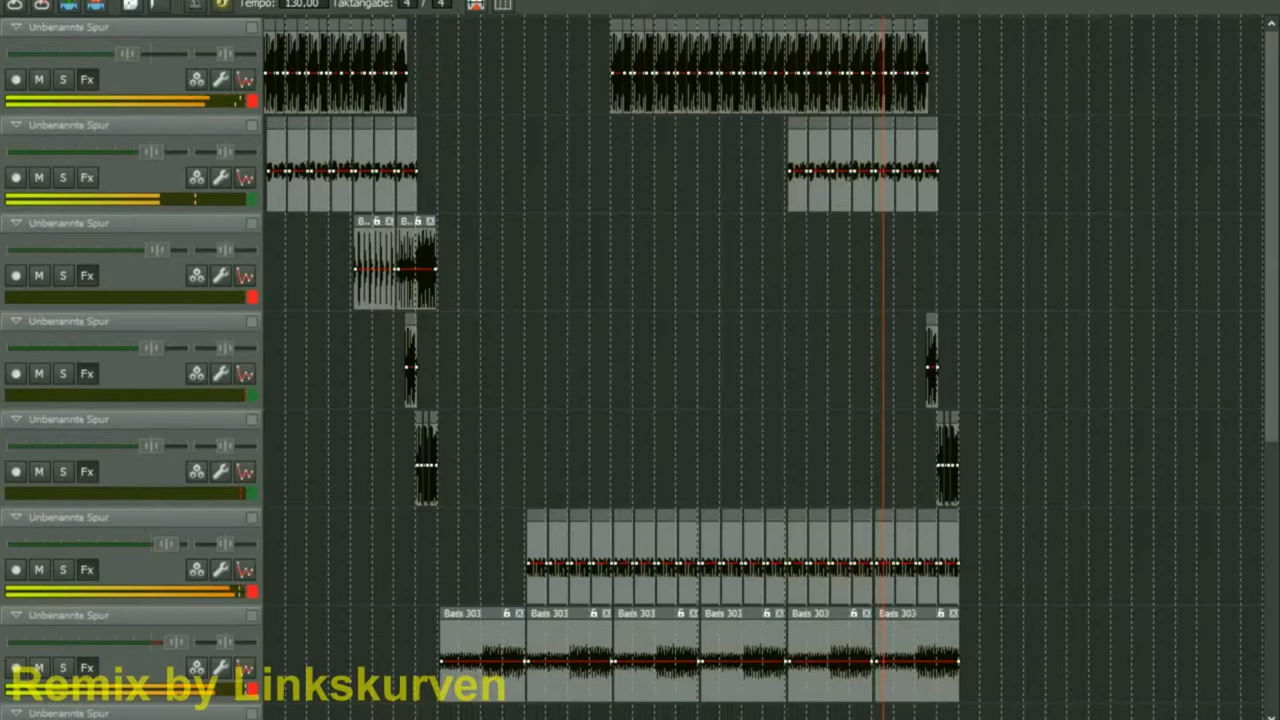 Tempo: 130,00 Taktangabe: 4 / 4
Unbenannte Spur
M S Fx
Unbenannte Spur
M S Fx
Unbenannte Spur
B.. B..
M S Fx
Unbenannte Spur
M S Fx
Unbenannte Spur
M S Fx
Unbenannte Spur
M S Fx
Unbenannte Spur
Bass 303 Bass 303 Bass 303 Bass 303 Bass 303 Bass 303
M S Fx
Remix by Linkskurven
Unbenannte Spur